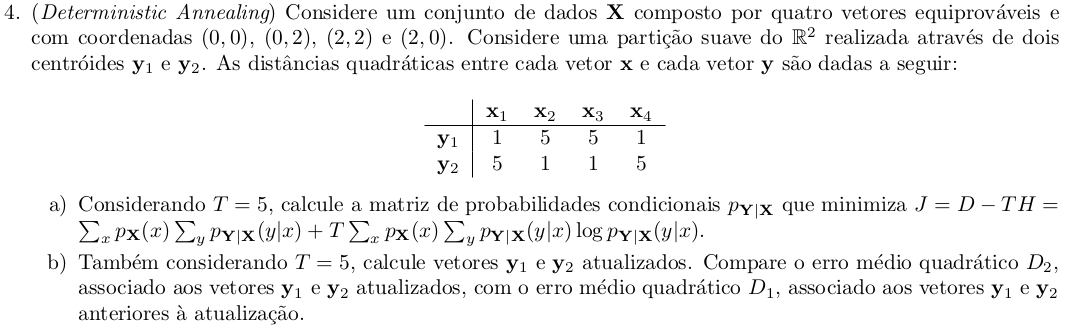 4. (Deterministic Annealing) Considere um conjunto de dados X composto por quatro vetores equiprováveis e
com coordenadas (0, 0), (0, 2), (2, 2) e (2, 0). Considere uma partição suave do ℝ² realizada através de dois
centróides y₁ e y₂. As distâncias quadráticas entre cada vetor x e cada vetor y são dadas a seguir:
x₁ x₂ x₃ x₄
y₁ 1 5 5 1
y₂ 5 1 1 5
a) Considerando T = 5, calcule a matriz de probabilidades condicionais p_{Y|X} que minimiza J = D − TH =
∑ₓ p_X(x) ∑_y p_{Y|X}(y|x) + T ∑ₓ p_X(x) ∑_y p_{Y|X}(y|x) log p_{Y|X}(y|x).
b) Também considerando T = 5, calcule vetores y₁ e y₂ atualizados. Compare o erro médio quadrático D₂,
associado aos vetores y₁ e y₂ atualizados, com o erro médio quadrático D₁, associado aos vetores y₁ e y₂
anteriores à atualização.